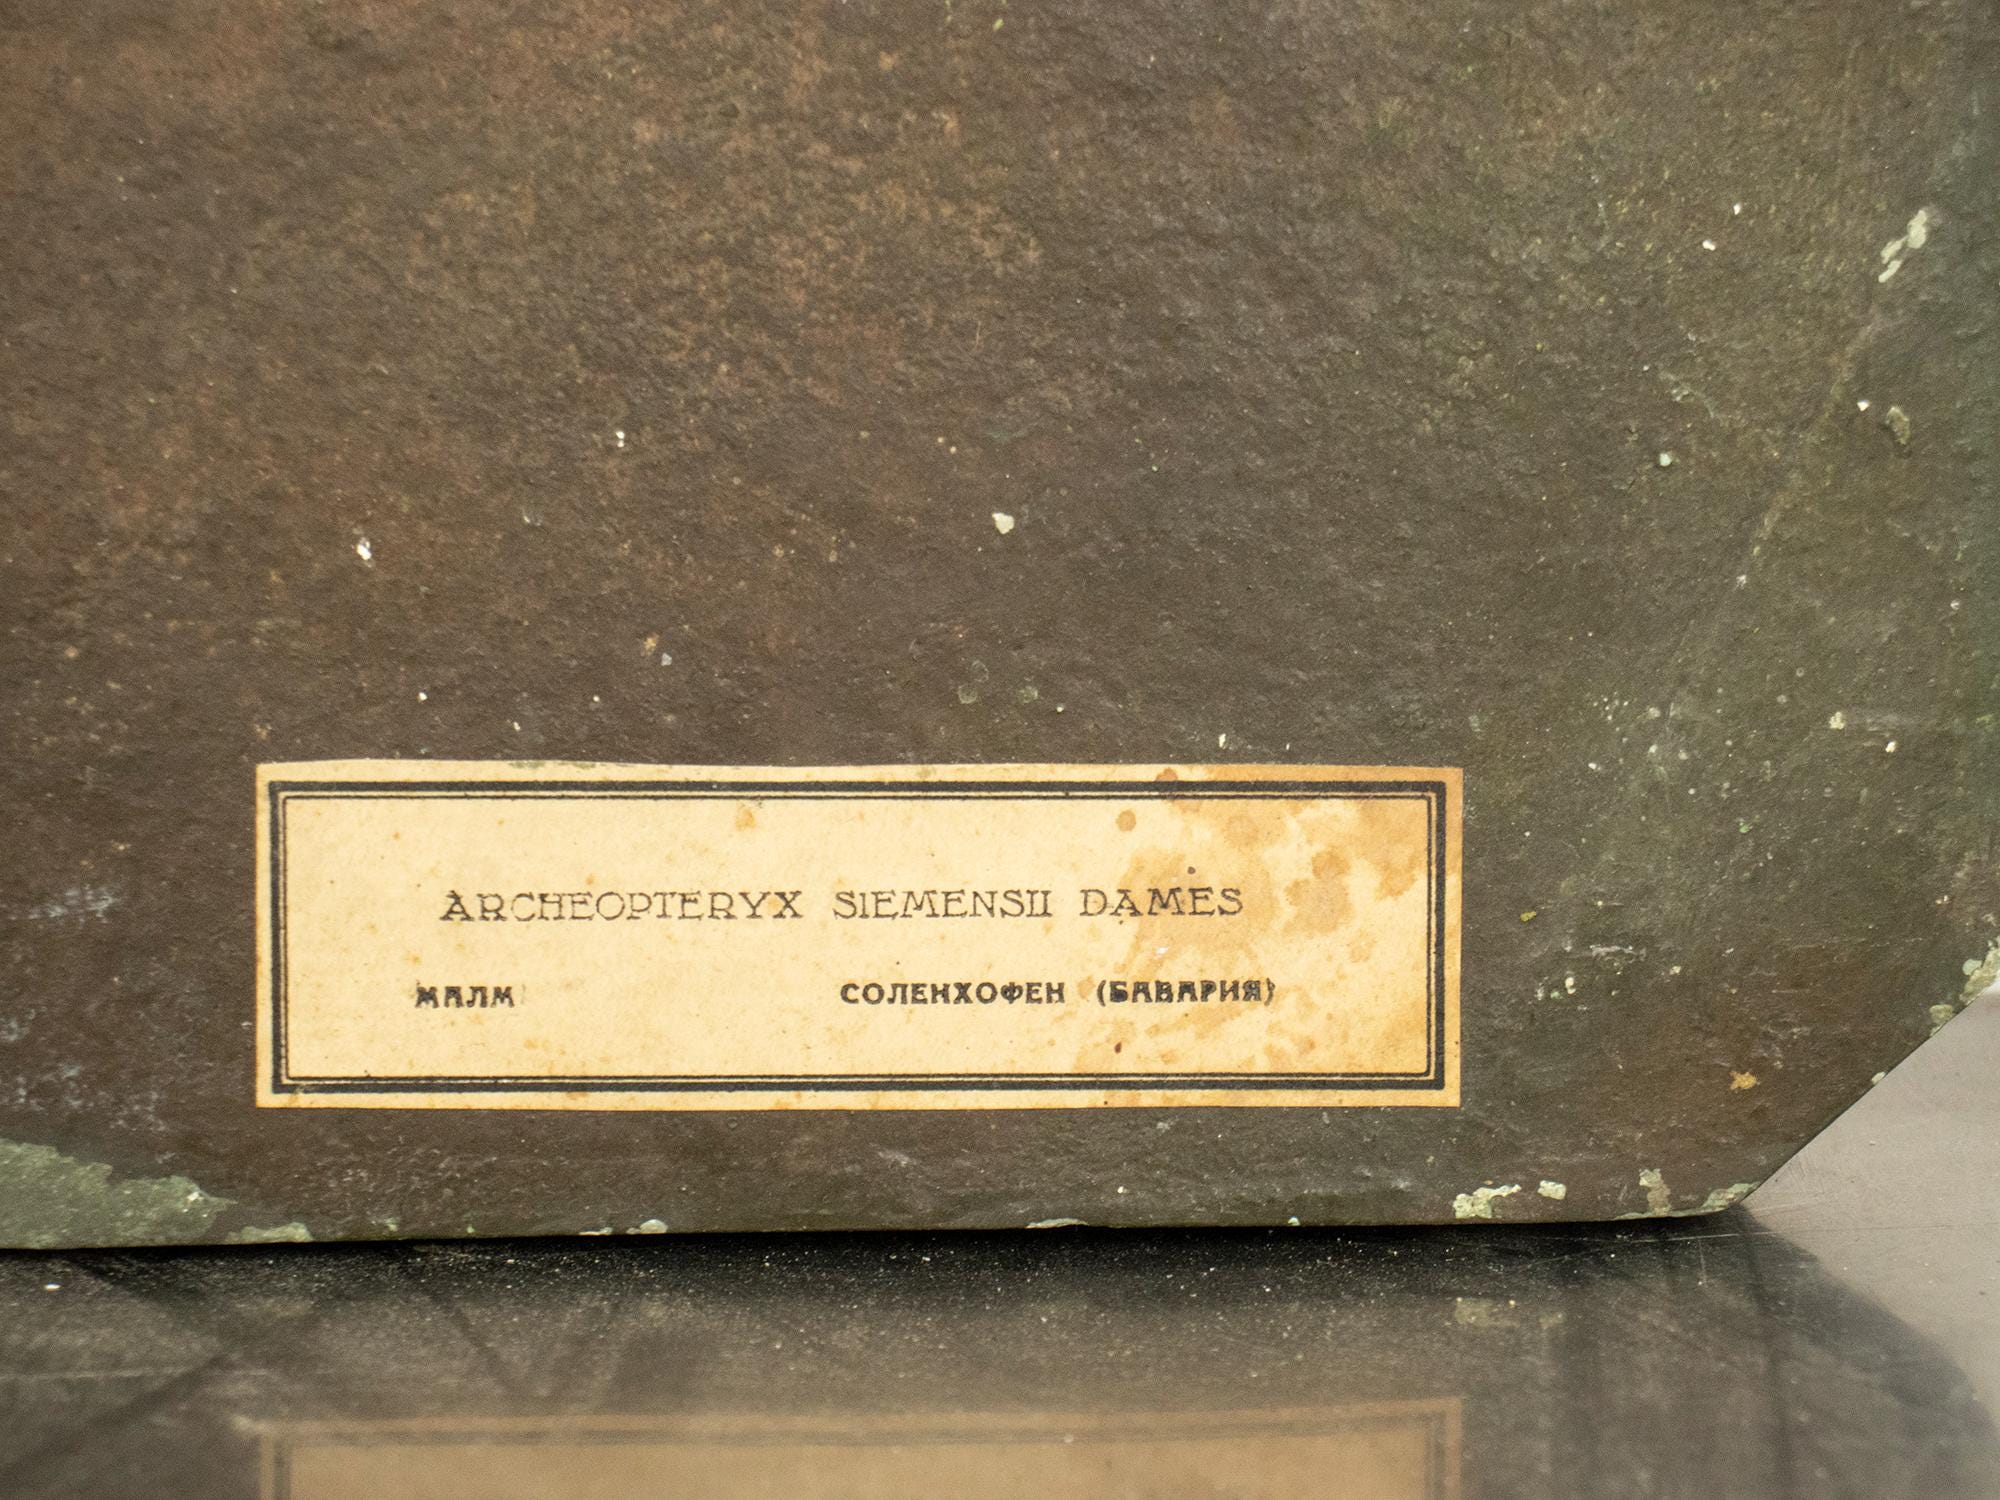 ARCHEOPTERYX SIEMENSII DAMES
МАЛМ СОЛЕНХОФЕН (БАВАРИЯ)